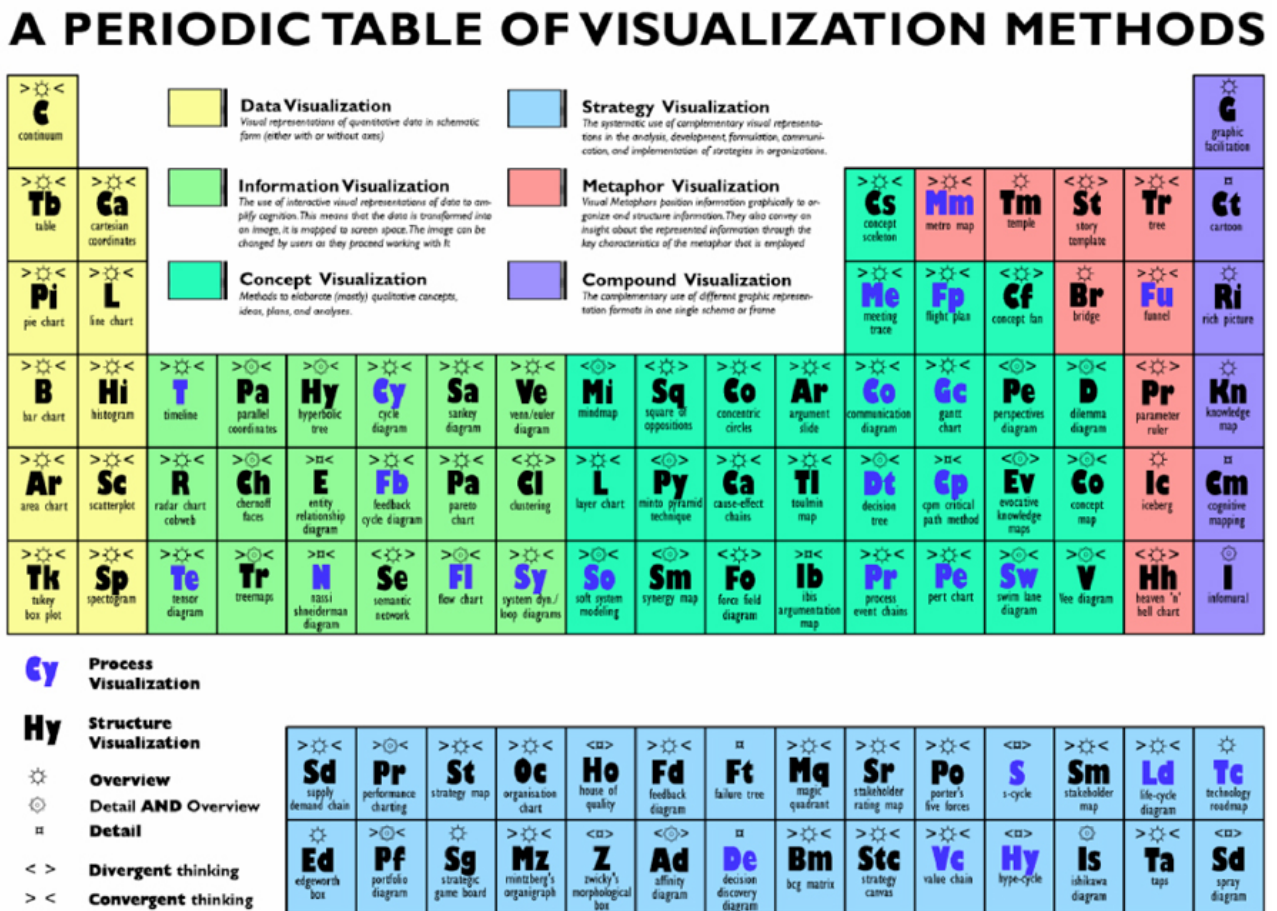 A PERIODIC TABLE OF VISUALIZATION METHODS
> <
C
continuum
Data Visualization
Visual representations of quantitative data in schematic
form (either with or without axes)
Strategy Visualization
The systematic use of complementary visual representa-
tions in the analysis, development, formulation, communi-
cation, and implementation of strategies in organizations.
G
graphic
facilitation
> <
Tb
table
> <
Ca
cartesian
coordinates
Information Visualization
The use of interactive visual representations of data to am-
plify cognition. This means that the data is transformed into
an image, it is mapped to screen space. The image can be
changed by users as they proceed working with it
Metaphor Visualization
Visual Metaphors position information graphically to or-
ganize and structure information. They also convey an
insight about the represented information through the
key characteristics of the metaphor that is employed
> <
Cs
concept
sceleton
> <
Mm
metro map
Tm
temple
< >
St
story
template
> <
Tr
tree
Ct
cartoon
> <
Pi
pie chart
> <
L
line chart
Concept Visualization
Methods to elaborate (mostly) qualitative concepts,
ideas, plans, and analyses.
Compound Visualization
The complementary use of different graphic represen-
tation formats in one single schema or frame
> <
Me
meeting
trace
> <
Fp
flight plan
< >
Cf
concept fan
Br
bridge
> <
Fu
funnel
Ri
rich picture
> <
B
bar chart
> <
Hi
histogram
> <
T
timeline
> <
Pa
parallel
coordinates
> <
Hy
hyperbolic
tree
> <
Cy
cycle
diagram
> <
Sa
sankey
diagram
> <
Ve
venn/euler
diagram
< >
Mi
mindmap
< >
Sq
square of
oppositions
> <
Co
concentric
circles
> <
Ar
argument
slide
> <
Co
communication
diagram
> <
Gc
gantt
chart
< >
Pe
perspectives
diagram
> <
D
dilemma
diagram
> <
Pr
parameter
ruler
Kn
knowledge
map
> <
Ar
area chart
> <
Sc
scatterplot
> <
R
radar chart
cobweb
> <
Ch
chernoff
faces
> <
E
entity
relationship
diagram
> <
Fb
feedback
cycle diagram
> <
Pa
pareto
chart
< >
Cl
clustering
> <
L
layer chart
< >
Py
minto pyramid
technique
> <
Ca
cause-effect
chains
> <
Tl
toulmin
map
> <
Dt
decision
tree
> <
Cp
cpm critical
path method
< >
Ev
evocative
knowledge
maps
> <
Co
concept
map
Ic
iceberg
Cm
cognitive
mapping
> <
Tk
tukey
box plot
> <
Sp
spectogram
> <
Te
tensor
diagram
> <
Tr
treemaps
> <
N
nassi
shneiderman
diagram
< >
Se
semantic
network
> <
Fl
flow chart
< >
Sy
system dyn./
loop diagrams
> <
So
soft system
modeling
< >
Sm
synergy map
< >
Fo
force field
diagram
> <
Ib
ibis
argumentation
map
> <
Pr
process
event chains
> <
Pe
pert chart
> <
Sw
swim lane
diagram
> <
V
Vee diagram
< >
Hh
heaven 'n'
hell chart
I
infomural
Cy
Process
Visualization
Hy
Structure
Visualization
Overview
Detail AND Overview
Detail
< > Divergent thinking
> < Convergent thinking
> <
Sd
supply
demand chain
> <
Pr
performance
charting
> <
St
strategy map
> <
Oc
organisation
chart
< >
Ho
house of
quality
> <
Fd
feedback
diagram
Ft
failure tree
> <
Mq
magic
quadrant
> <
Sr
stakeholder
rating map
> <
Po
porter's
five forces
< >
S
s-cycle
> <
Sm
stakeholder
map
> <
Ld
life-cycle
diagram
Tc
technology
roadmap
Ed
edgeworth
box
> <
Pf
portfolio
diagram
Sg
strategic
game board
> <
Mz
mintzberg's
organigraph
< >
Z
zwicky's
morphological
box
< >
Ad
affinity
diagram
De
decision
discovery
diagram
> <
Bm
bcg matrix
> <
Stc
strategy
canvas
> <
Vc
value chain
< >
Hy
hype-cycle
Is
ishikawa
diagram
> <
Ta
taps
< >
Sd
spray
diagram